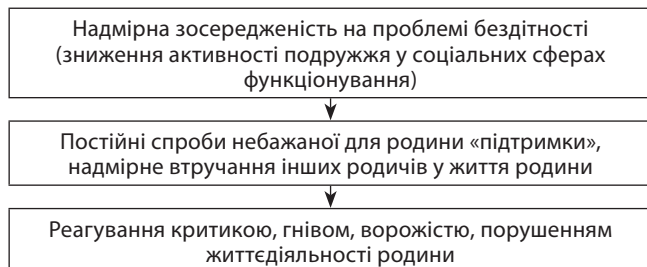 Надмірна зосередженість на проблемі бездітності
(зниження активності подружжя у соціальних сферах
функціонування)
Постійні спроби небажаної для родини «підтримки»,
надмірне втручання інших родичів у життя родини
Реагування критикою, гнівом, ворожістю, порушенням
життєдіяльності родини